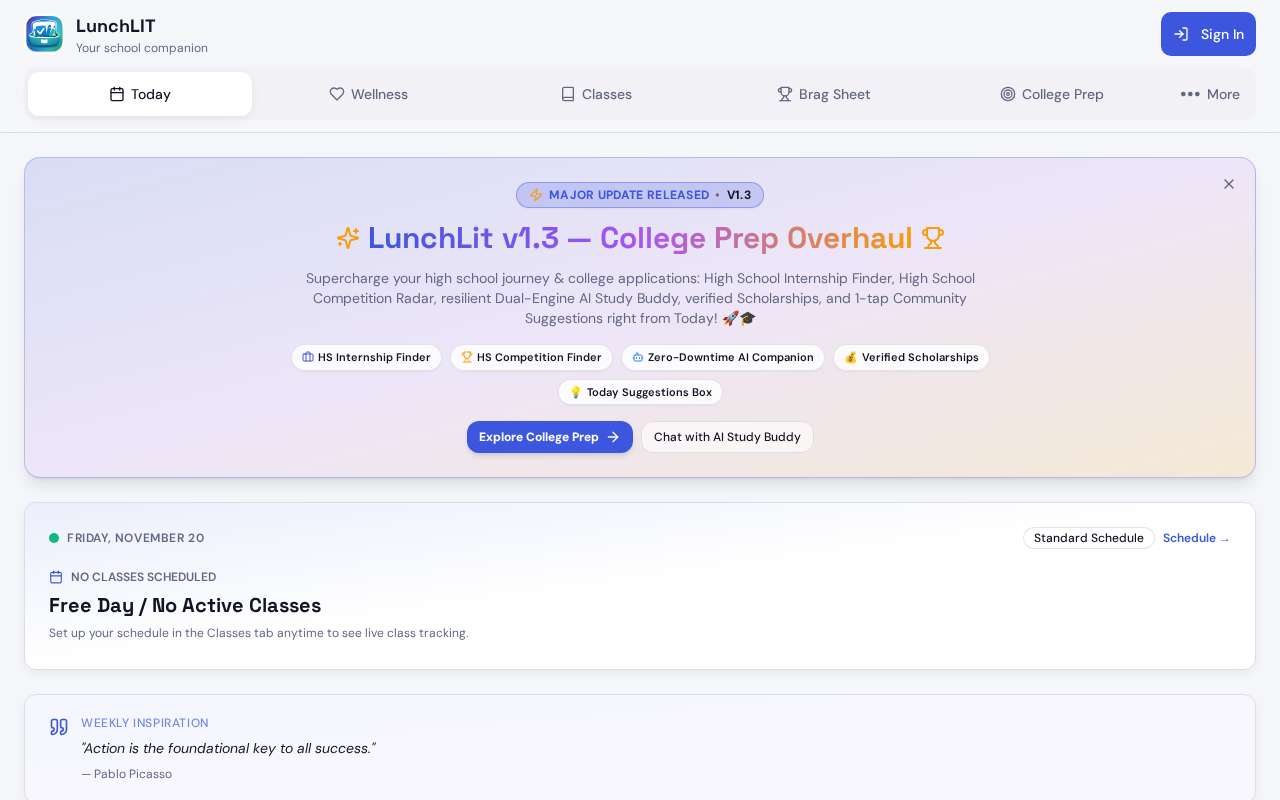 LunchLIT
Your school companion
Sign In
Today
Wellness
Classes
Brag Sheet
College Prep
More
MAJOR UPDATE RELEASED • V1.3
LunchLit v1.3 — College Prep Overhaul
Supercharge your high school journey & college applications: High School Internship Finder, High School
Competition Radar, resilient Dual-Engine AI Study Buddy, verified Scholarships, and 1-tap Community
Suggestions right from Today! 🚀🎓
HS Internship Finder
HS Competition Finder
Zero-Downtime AI Companion
💰 Verified Scholarships
💡 Today Suggestions Box
Explore College Prep →
Chat with AI Study Buddy
FRIDAY, NOVEMBER 20
Standard Schedule
Schedule →
NO CLASSES SCHEDULED
Free Day / No Active Classes
Set up your schedule in the Classes tab anytime to see live class tracking.
WEEKLY INSPIRATION
"Action is the foundational key to all success."
— Pablo Picasso